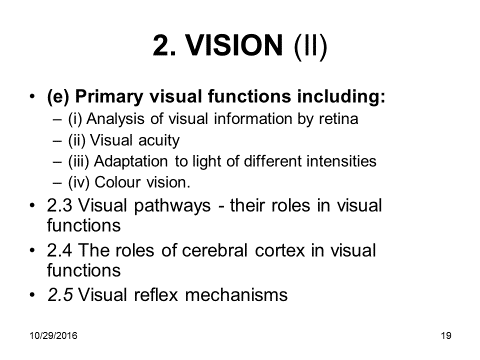 2. VISION (II)
• (e) Primary visual functions including:
– (i) Analysis of visual information by retina
– (ii) Visual acuity
– (iii) Adaptation to light of different intensities
– (iv) Colour vision.
• 2.3 Visual pathways - their roles in visual
functions
• 2.4 The roles of cerebral cortex in visual
functions
• 2.5 Visual reflex mechanisms
10/29/2016
19